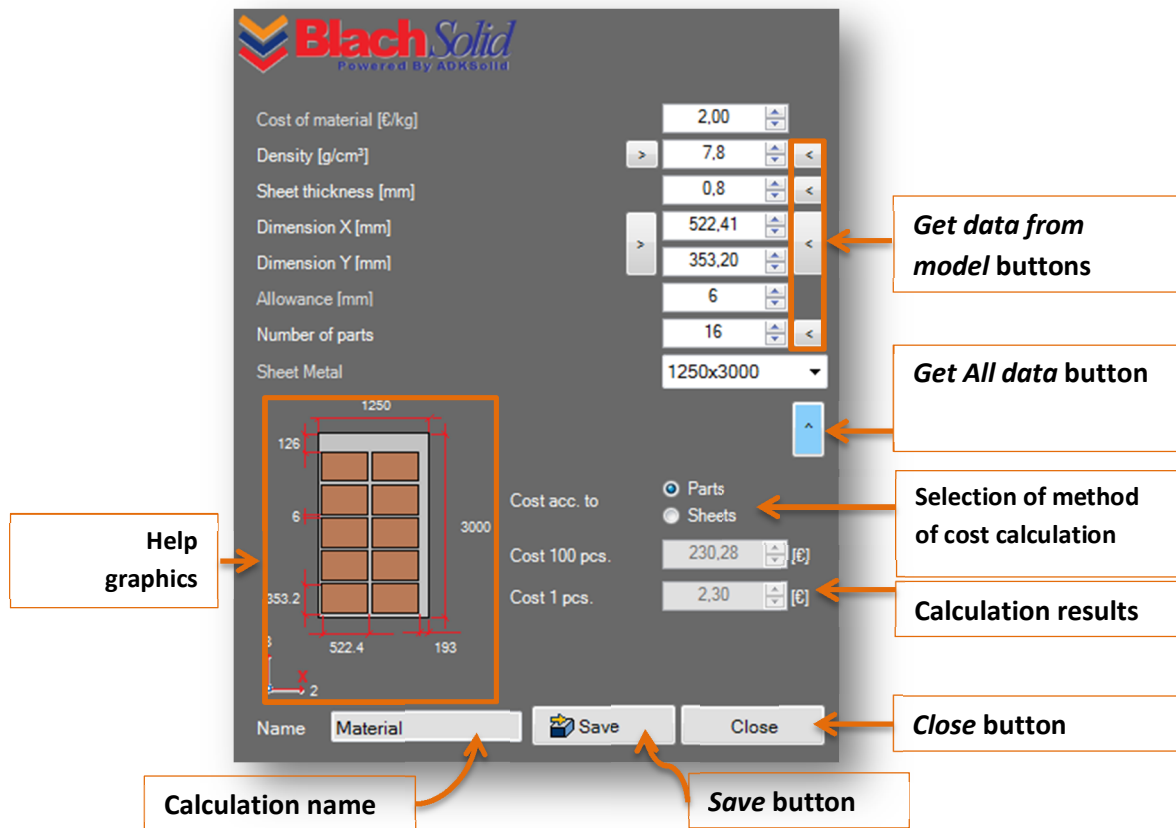 Blach Solid
Powered By ADKSolid
Cost of material [€/kg] 2,00
Density [g/cm³] > 7,8 <
Sheet thickness [mm] 0,8 <
Dimension X [mm] 522,41
> <
Dimension Y [mm] 353,20
Allowance [mm] 6
Number of parts 16 <
Sheet Metal 1250x3000
Get data from
model buttons
Get All data button
^
1250
126
6
3000
353.2
522.4 193
3
X
2
Help
graphics
Cost acc. to
Parts
Sheets
Cost 100 pcs. 230,28 [€]
Cost 1 pcs. 2,30 [€]
Selection of method
of cost calculation
Calculation results
Name Material Save Close
Close button
Calculation name
Save button